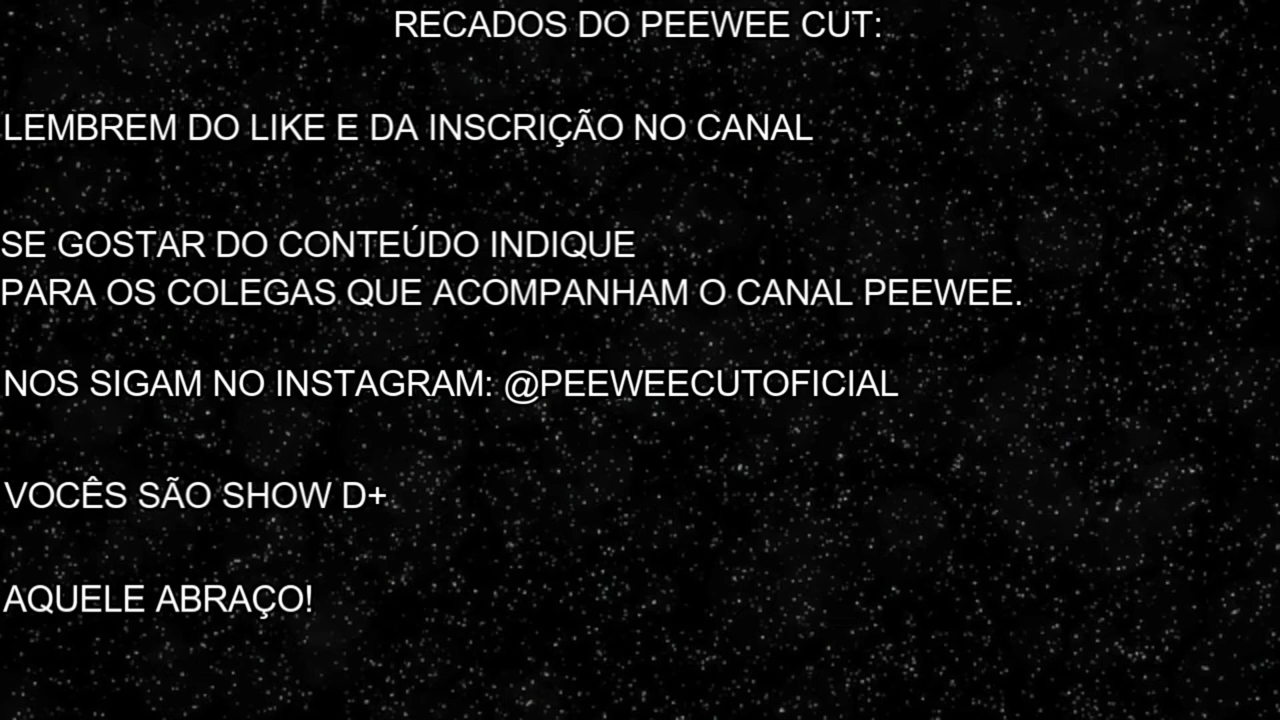 RECADOS DO PEEWEE CUT:
LEMBREM DO LIKE E DA INSCRIÇÃO NO CANAL
SE GOSTAR DO CONTEÚDO INDIQUE
PARA OS COLEGAS QUE ACOMPANHAM O CANAL PEEWEE.
NOS SIGAM NO INSTAGRAM: @PEEWEECUTOFICIAL
VOCÊS SÃO SHOW D+
AQUELE ABRAÇO!